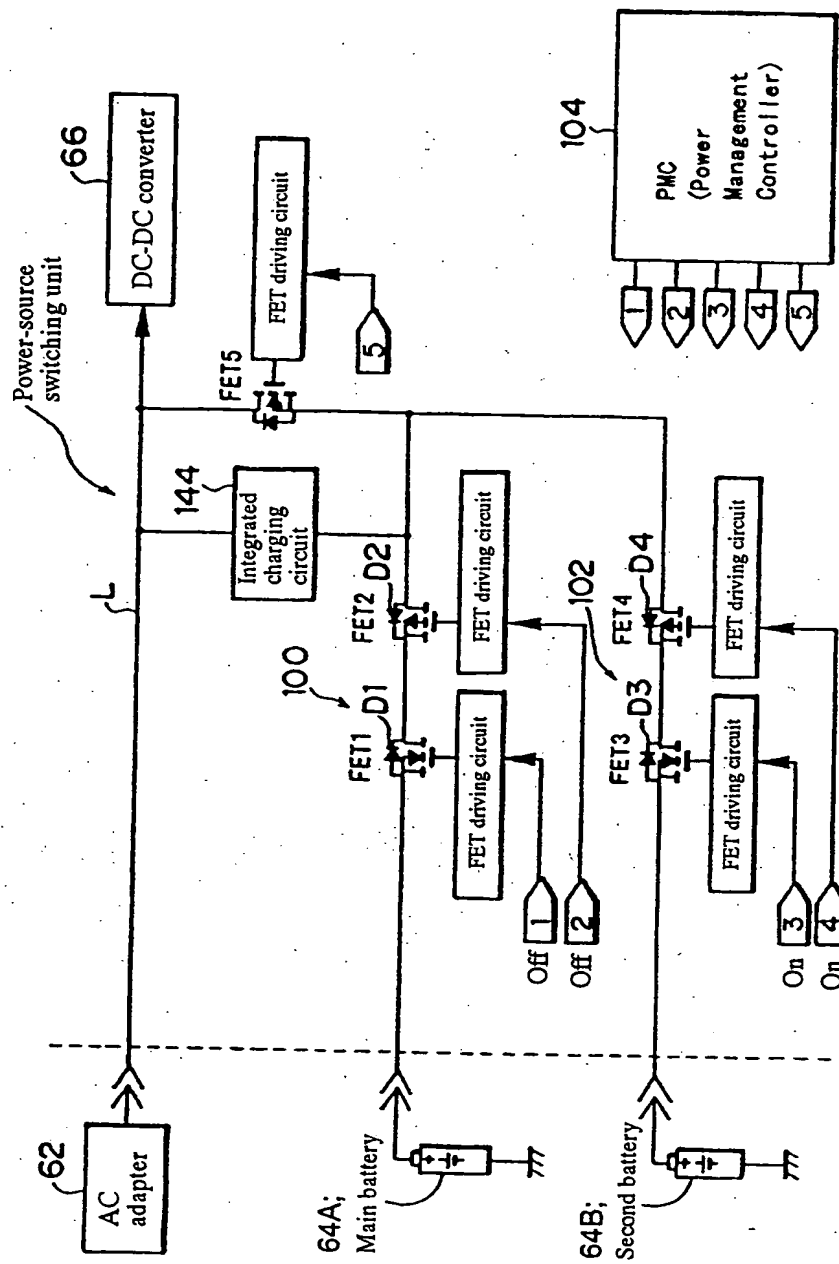 Power-source
switching unit
66
DC-DC converter
62
AC
adapter
L
144
Integrated
charging
circuit
FET5
FET driving circuit
5
104
PMC
(Power
Management
Controller)
1
2
3
4
5
64A;
Main battery
100
FET1
D1
FET2
D2
FET driving circuit
FET driving circuit
Off
1
Off
2
64B;
Second battery
102
FET3
D3
FET4
D4
FET driving circuit
FET driving circuit
On
3
On
4